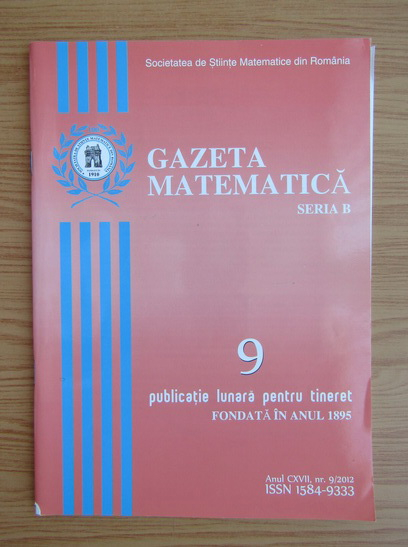 Societatea de Științe Matematice din România
1910
GAZETA
MATEMATICĂ
SERIA B
9
publicație lunară pentru tineret
FONDATĂ ÎN ANUL 1895
Anul CXVII, nr. 9/2012
ISSN 1584-9333